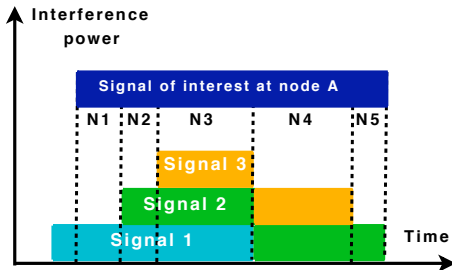 Interference
power
Signal of interest at node A
N1 N2 N3 N4 N5
Signal 3
Signal 2
Signal 1
Time